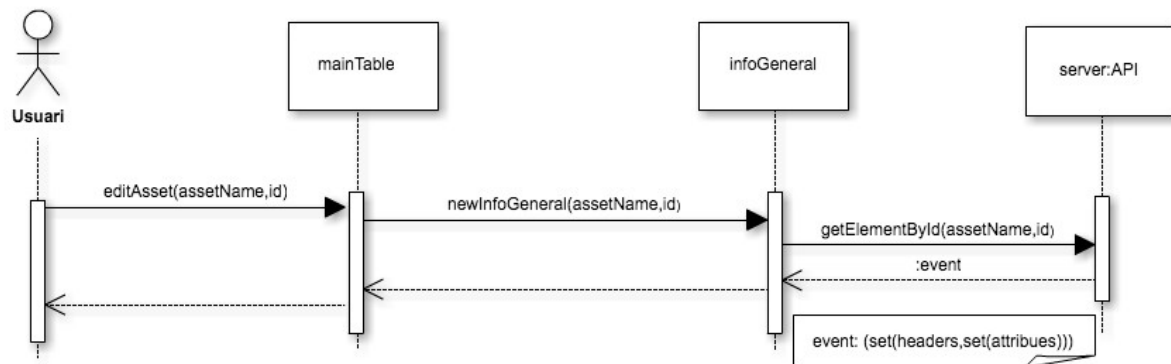 mainTable
infoGeneral
server:API
Usuari
editAsset(assetName,id)
newInfoGeneral(assetName,id)
getElementById(assetName,id)
:event
event: (set(headers,set(attribues)))